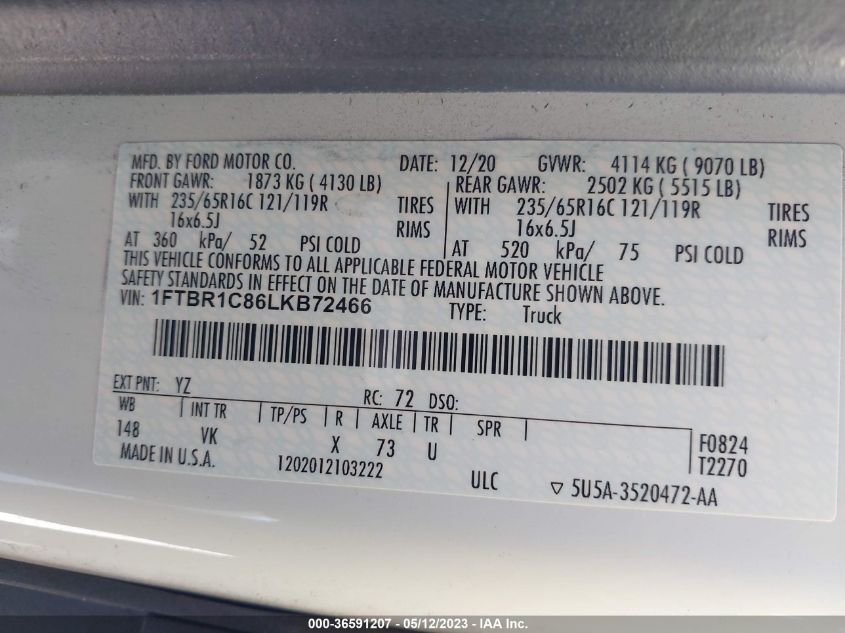 MFD. BY FORD MOTOR CO. DATE: 12/20 GVWR: 4114 KG ( 9070 LB)
FRONT GAWR: 1873 KG ( 4130 LB) REAR GAWR: 2502 KG ( 5515 LB)
WITH 235/65R16C 121/119R TIRES WITH 235/65R16C 121/119R TIRES
16x6.5J RIMS 16x6.5J RIMS
AT 360 kPa/ 52 PSI COLD AT 520 kPa/ 75 PSI COLD
THIS VEHICLE CONFORMS TO ALL APPLICABLE FEDERAL MOTOR VEHICLE
SAFETY STANDARDS IN EFFECT ON THE DATE OF MANUFACTURE SHOWN ABOVE.
VIN: 1FTBR1C86LKB72466 TYPE: Truck
EXT PNT: YZ RC: 72 DSO:
WB INT TR TP/PS R AXLE TR SPR F0824
148 VK X 73 U T2270
MADE IN U.S.A. 1202012103222 ULC ▽ 5U5A-3520472-AA
000-36591207 - 05/12/2023 - IAA Inc.